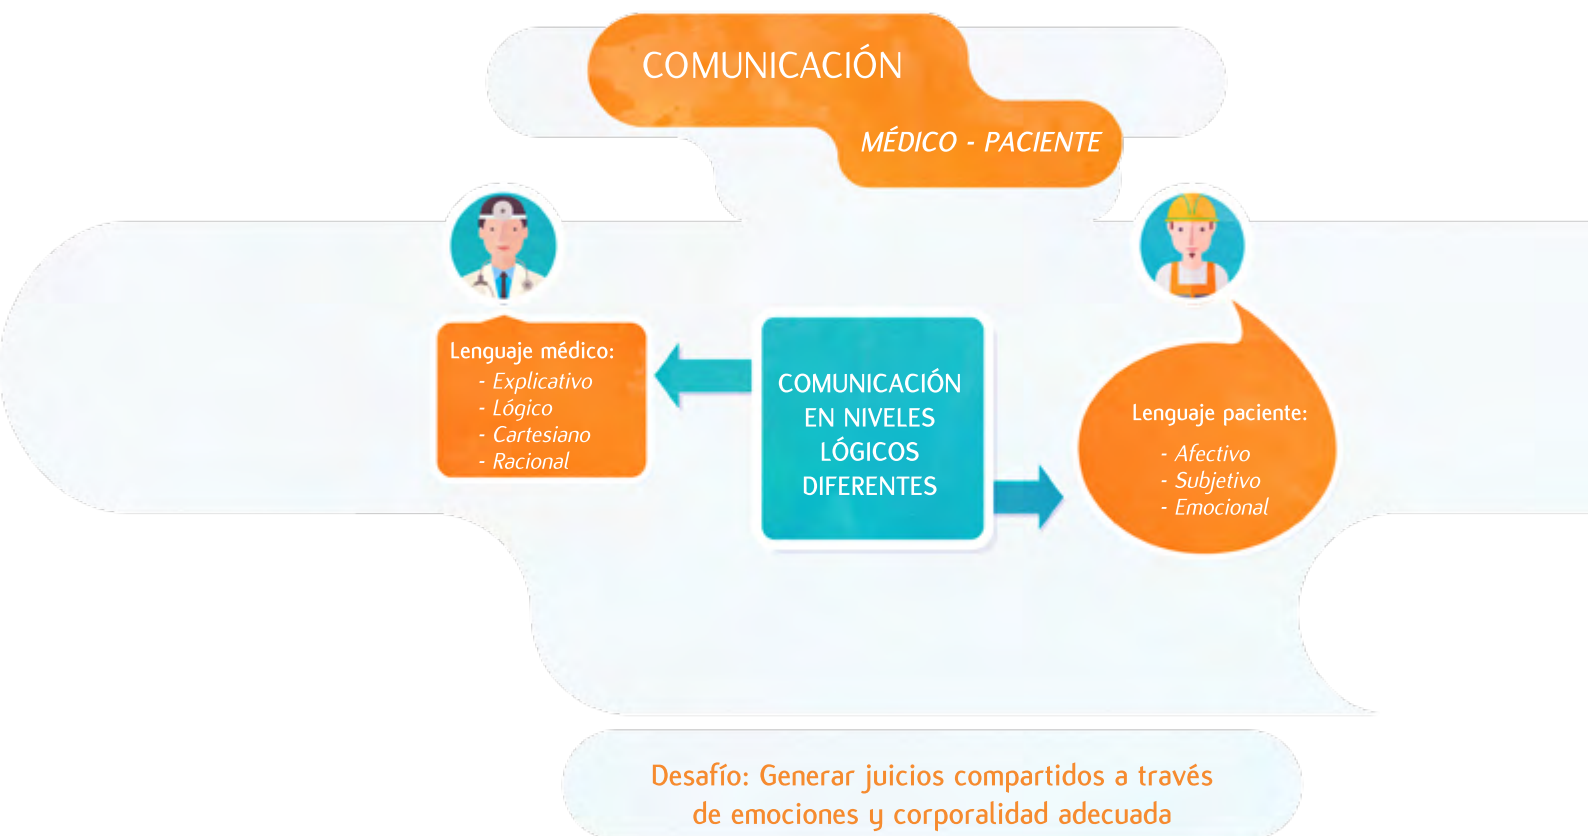 COMUNICACIÓN
MÉDICO - PACIENTE
Lenguaje médico:
- Explicativo
- Lógico
- Cartesiano
- Racional
COMUNICACIÓN
EN NIVELES
LÓGICOS
DIFERENTES
Lenguaje paciente:
- Afectivo
- Subjetivo
- Emocional
Desafío: Generar juicios compartidos a través
de emociones y corporalidad adecuada